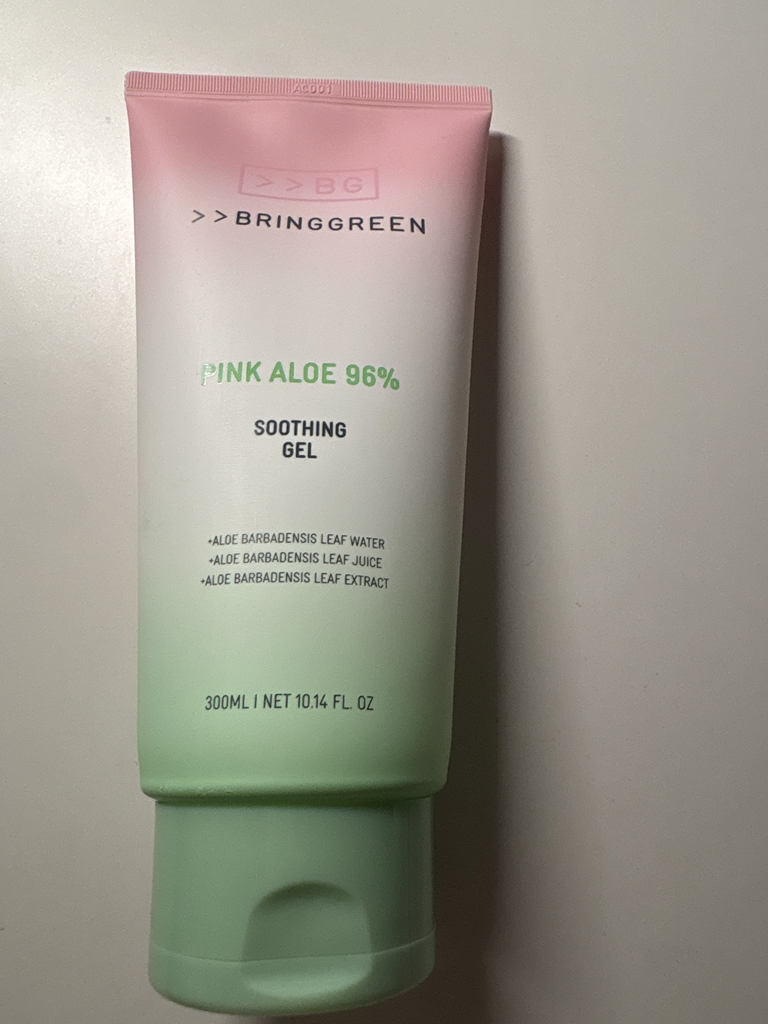 AC001
>>BG
>>BRINGGREEN
PINK ALOE 96%
SOOTHING
GEL
+ALOE BARBADENSIS LEAF WATER
+ALOE BARBADENSIS LEAF JUICE
+ALOE BARBADENSIS LEAF EXTRACT
300ML I NET 10.14 FL. OZ